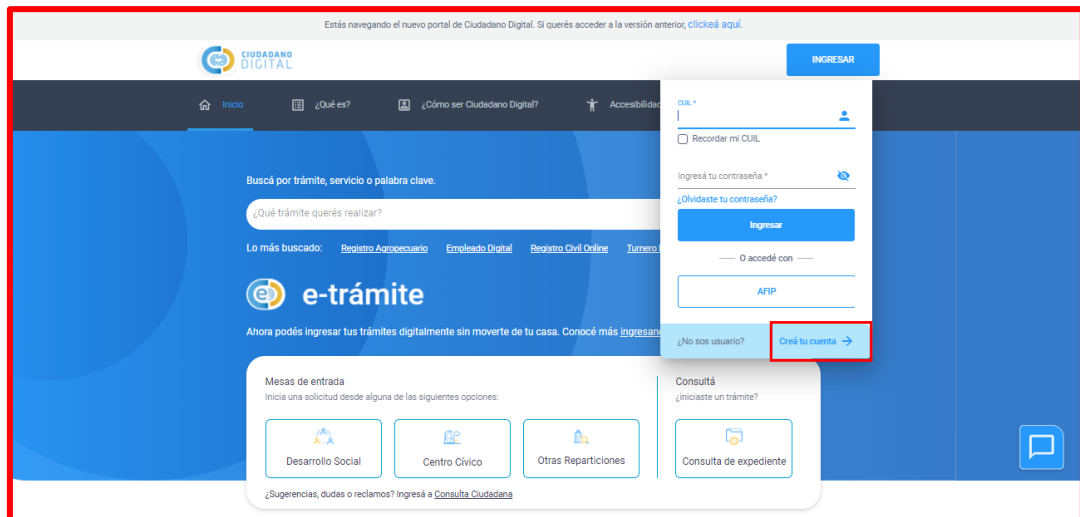 Estás navegando el nuevo portal de Ciudadano Digital. Si querés acceder a la versión anterior, clickeá aquí.
CIUDADANO
DIGITAL
INGRESAR
Inicio
¿Qué es?
¿Cómo ser Ciudadano Digital?
Accesibilidad
CUIL *
Recordar mi CUIL
Ingresá tu contraseña *
¿Olvidaste tu contraseña?
Ingresar
O accedé con
AFIP
¿No sos usuario?
Creá tu cuenta
Buscá por trámite, servicio o palabra clave.
¿Qué trámite querés realizar?
Lo más buscado: Registro Agropecuario Empleado Digital Registro Civil Online Turnero
e-trámite
Ahora podés ingresar tus trámites digitalmente sin moverte de tu casa. Conocé más
Mesas de entrada
Inicia una solicitud desde alguna de las siguientes opciones:
Desarrollo Social
Centro Cívico
Otras Reparticiones
Consultá
¿iniciaste un trámite?
Consulta de expediente
¿Sugerencias, dudas o reclamos? Ingresá a Consulta Ciudadana